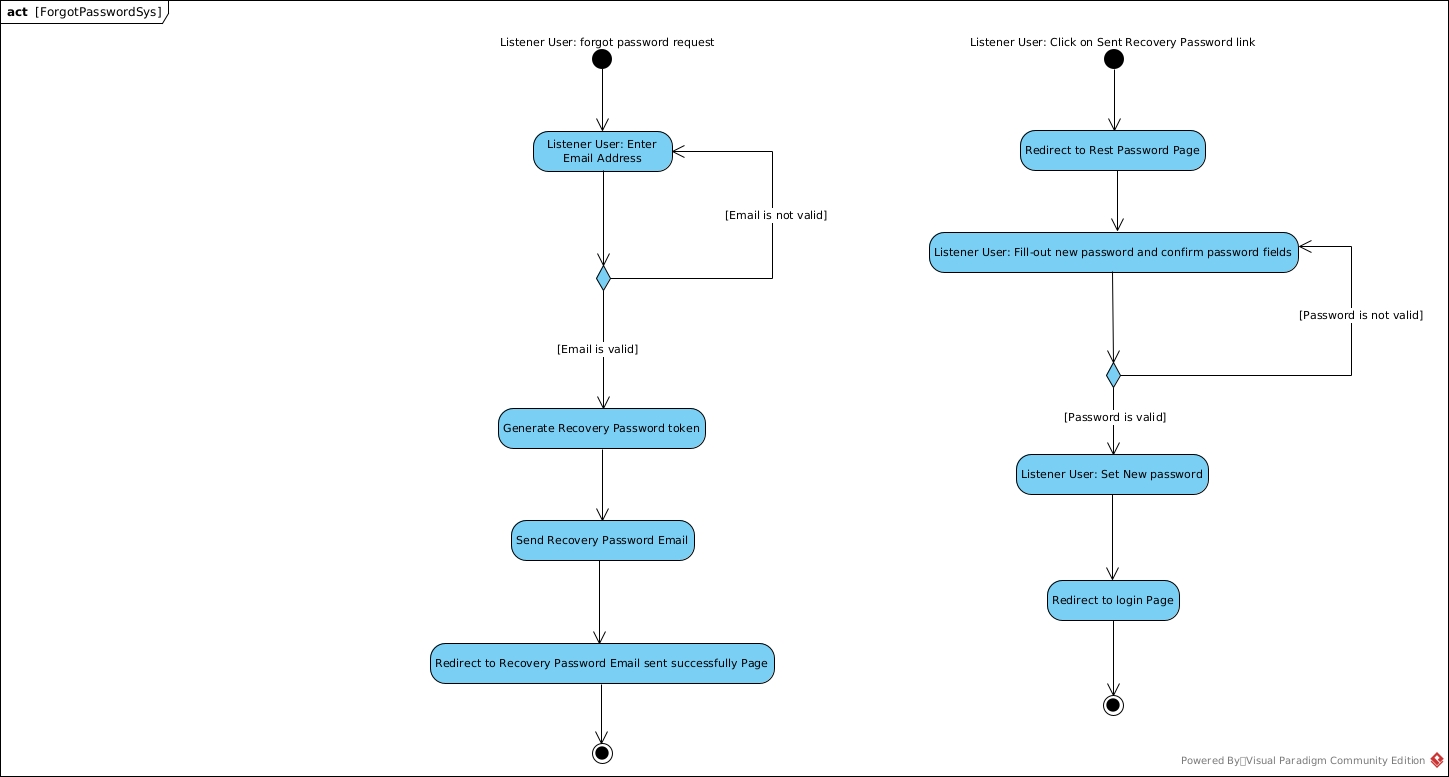 act [ForgotPasswordSys]
Listener User: forgot password request
Listener User: Enter
Email Address
[Email is not valid]
[Email is valid]
Generate Recovery Password token
Send Recovery Password Email
Redirect to Recovery Password Email sent successfully Page
Listener User: Click on Sent Recovery Password link
Redirect to Rest Password Page
Listener User: Fill-out new password and confirm password fields
[Password is not valid]
[Password is valid]
Listener User: Set New password
Redirect to login Page
Powered By Visual Paradigm Community Edition